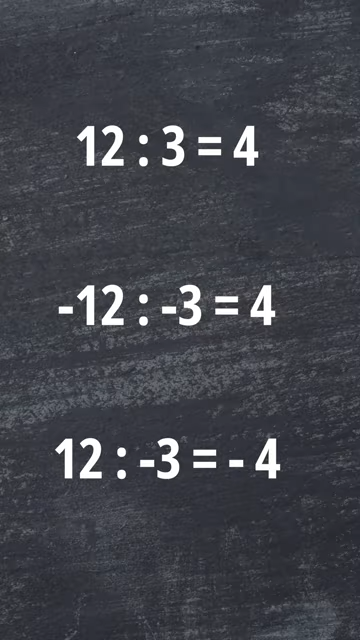 12 : 3 = 4
-12 : -3 = 4
12 : -3 = - 4